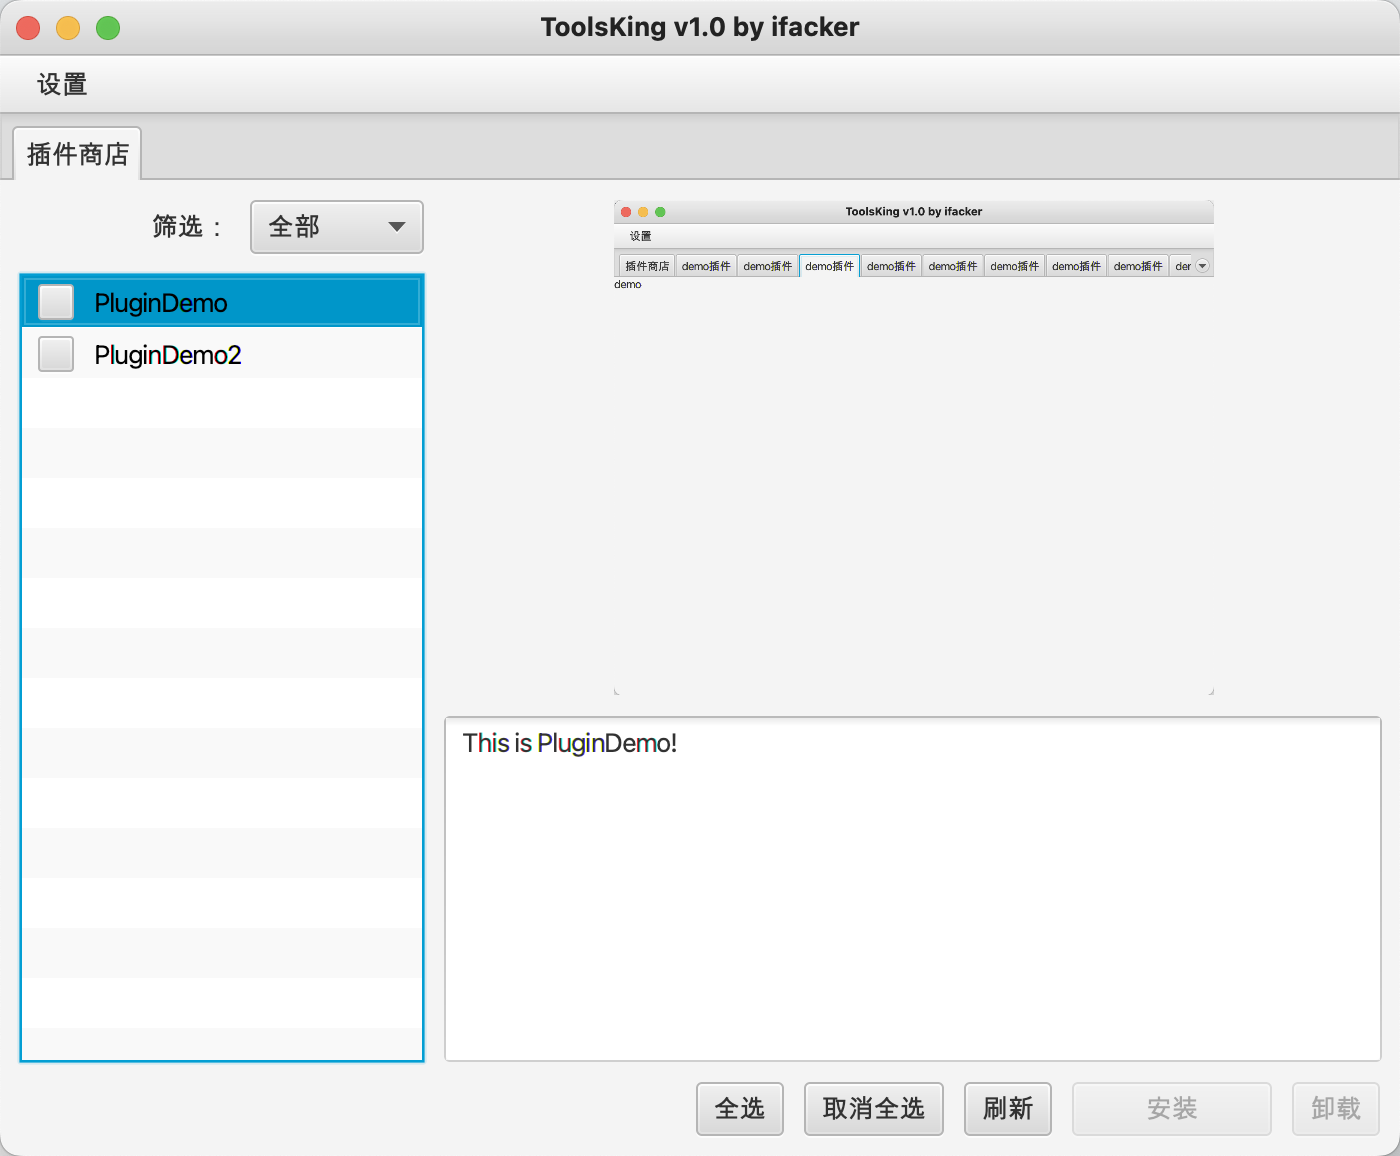 ToolsKing v1.0 by ifacker
设置
插件商店
筛选：
全部
PluginDemo
PluginDemo2
ToolsKing v1.0 by ifacker
设置
插件商店 demo插件 demo插件 demo插件 demo插件 demo插件 demo插件 demo插件 demo插件 der
demo
This is PluginDemo!
全选 取消全选 刷新 安装 卸载